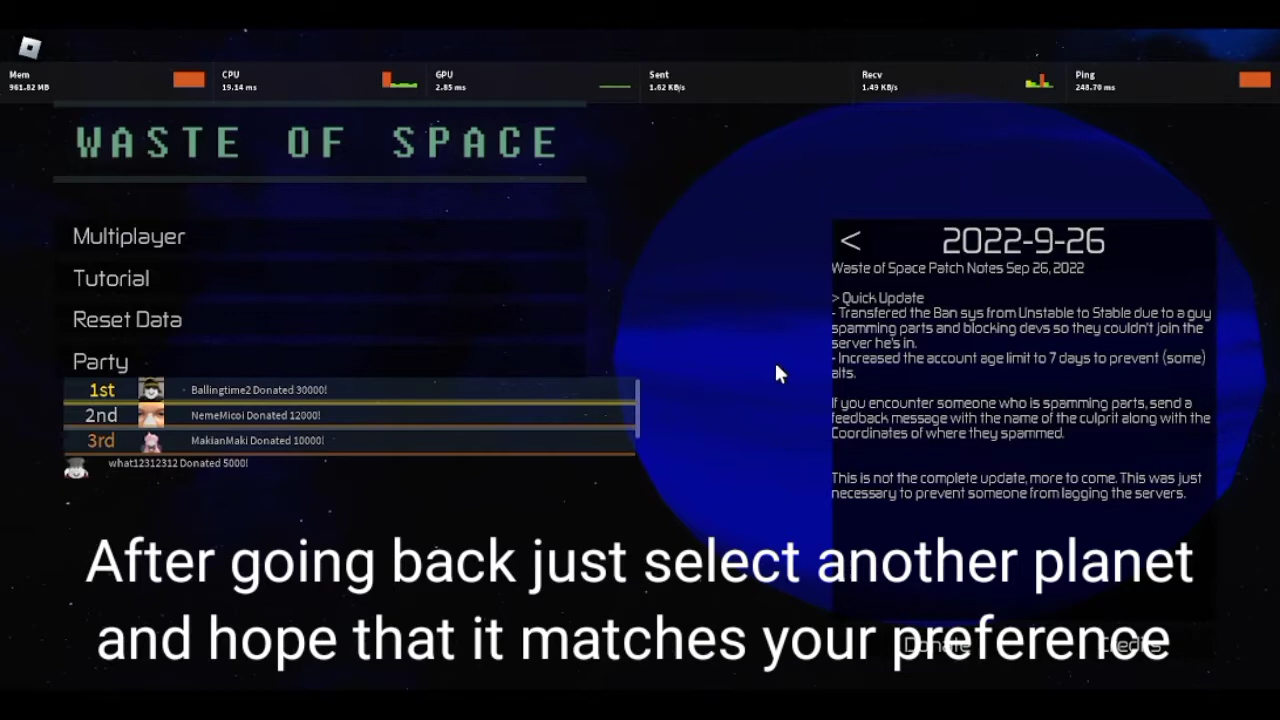 Mem
961.82 MB
CPU
19.14 ms
GPU
2.85 ms
Sent
1.62 KB/s
Recv
1.49 KB/s
Ping
248.70 ms
WASTE OF SPACE
Multiplayer
Tutorial
Reset Data
Party
1st Ballingtime2 Donated 30000!
2nd NemeMicoi Donated 12000!
3rd MakianMaki Donated 10000!
what12312312 Donated 5000!
< 2022-9-26
Waste of Space Patch Notes Sep 26, 2022
> Quick Update
- Transfered the Ban sys from Unstable to Stable due to a guy
spamming parts and blocking devs so they couldn't join the
server he's in.
- Increased the account age limit to 7 days to prevent (some)
alts.
If you encounter someone who is spamming parts, send a
feedback message with the name of the culprit along with the
Coordinates of where they spammed.
This is not the complete update, more to come. This was just
necessary to prevent someone from lagging the servers.
Donate
Credits
After going back just select another planet
and hope that it matches your preference